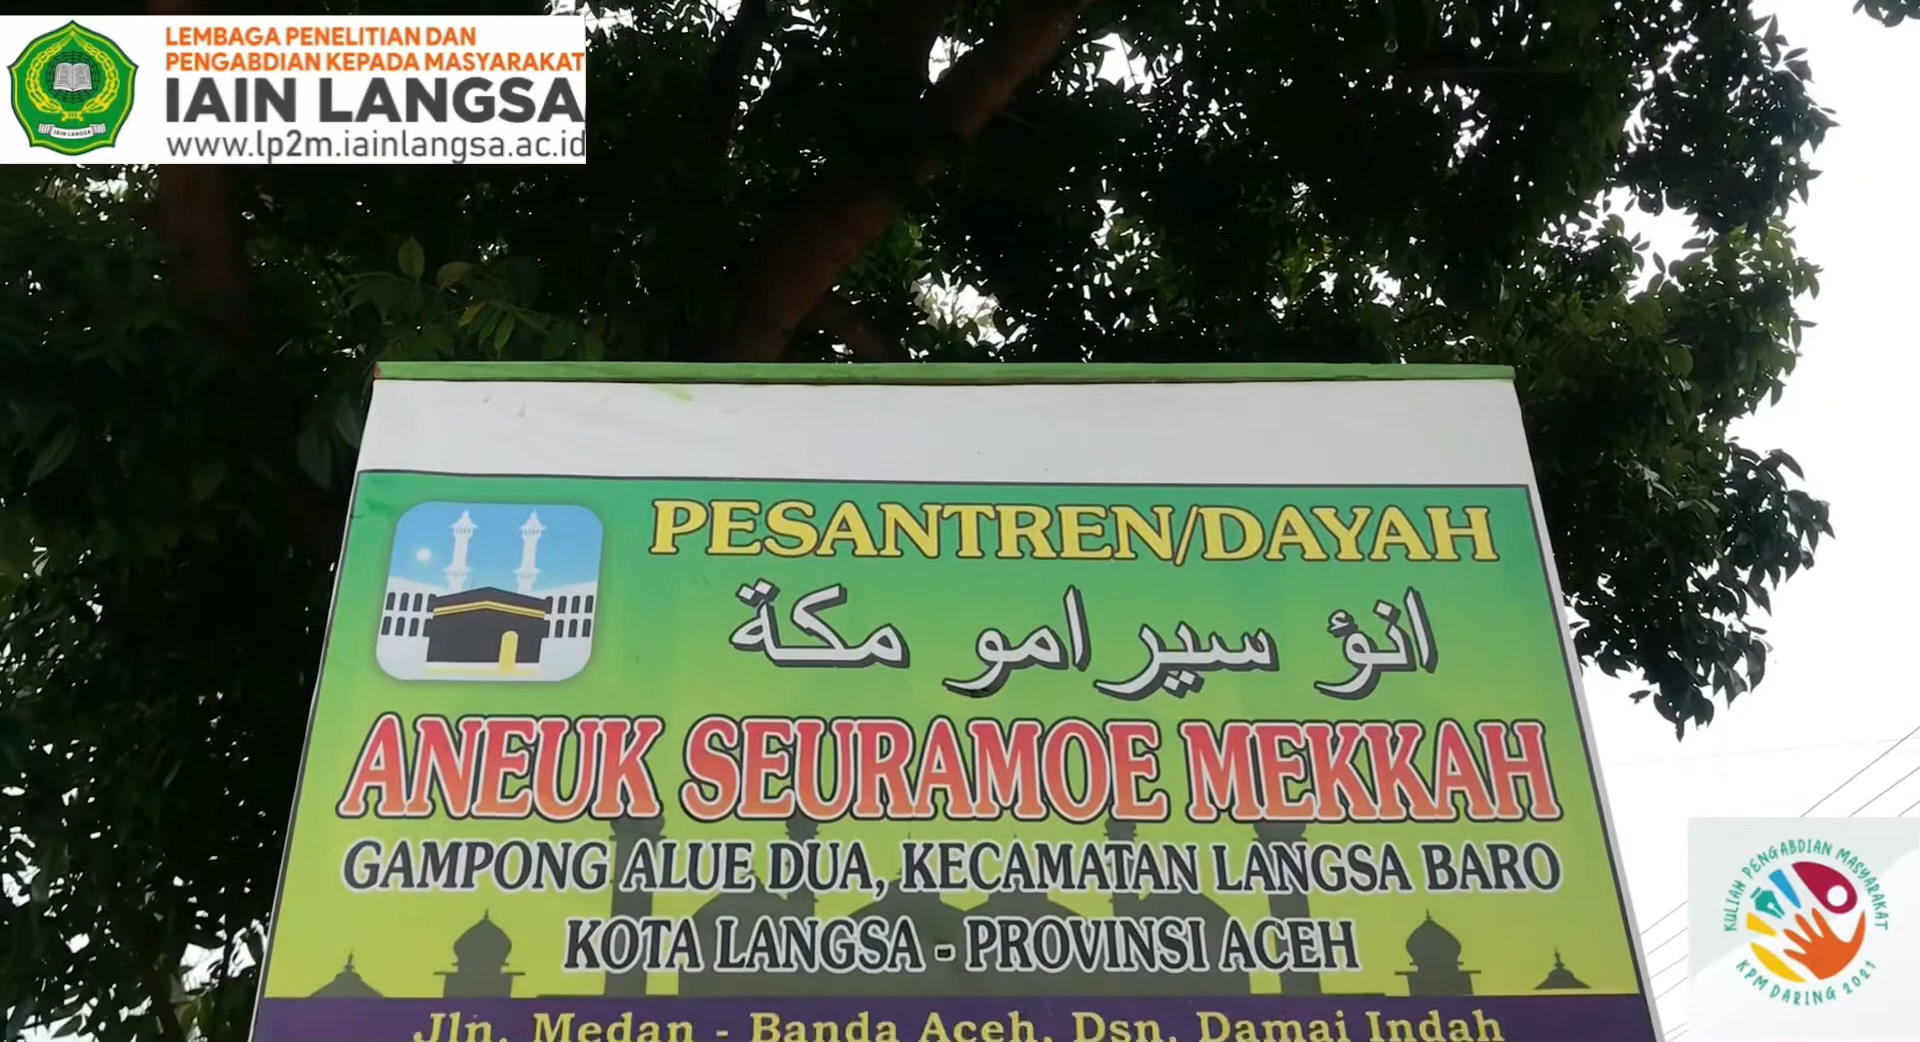 LEMBAGA PENELITIAN DAN
PENGABDIAN KEPADA MASYARAKAT
IAIN LANGSA
www.lp2m.iainlangsa.ac.id
IAIN LANGSA
PESANTREN/DAYAH
انؤ سيرامو مكة
ANEUK SEURAMOE MEKKAH
GAMPONG ALUE DUA, KECAMATAN LANGSA BARO
KOTA LANGSA - PROVINSI ACEH
Jln. Medan - Banda Aceh, Dsn. Damai Indah
KULIAH PENGABDIAN MASYARAKAT
KPM DARING 2021